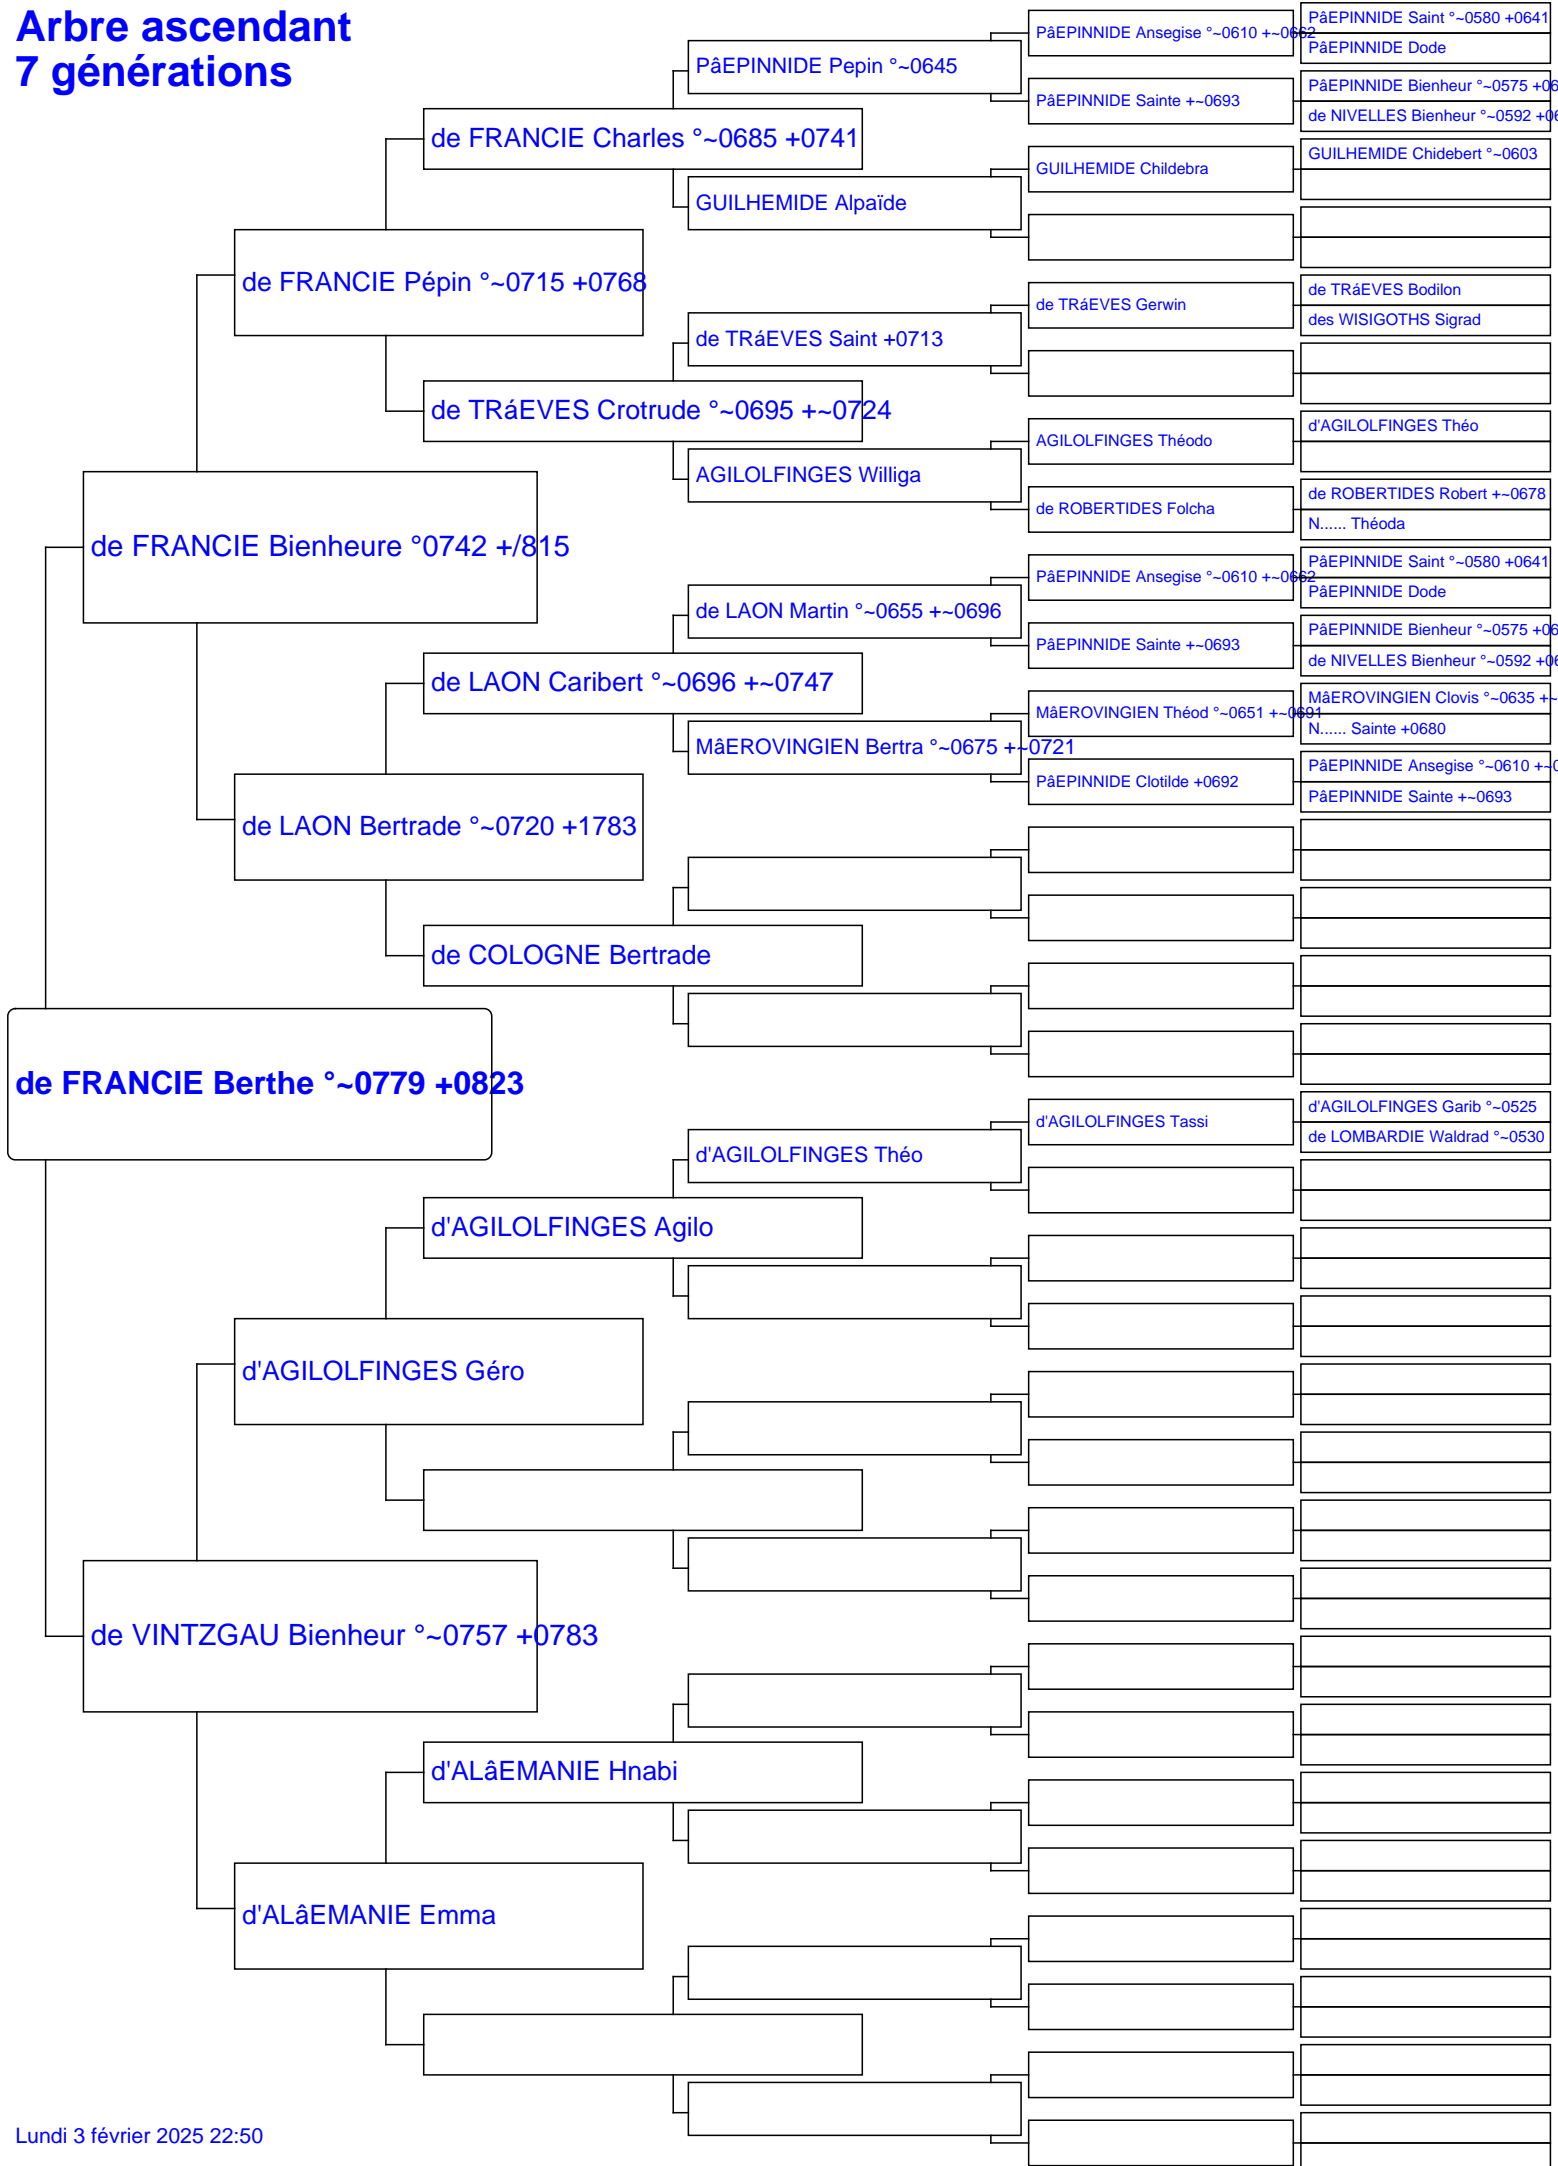 Arbre ascendant
7 générations
PâEPINNIDE Saint °~0580 +0641
PâEPINNIDE Ansegise °~0610 +~0662
PâEPINNIDE Dode
PâEPINNIDE Pepin °~0645
PâEPINNIDE Bienheur °~0575 +06
PâEPINNIDE Sainte +~0693
de NIVELLES Bienheur °~0592 +06
de FRANCIE Charles °~0685 +0741
GUILHEMIDE Chidebert °~0603
GUILHEMIDE Childebra
GUILHEMIDE Alpaïde
de FRANCIE Pépin °~0715 +0768
de TRáEVES Bodilon
de TRáEVES Gerwin
des WISIGOTHS Sigrad
de TRáEVES Saint +0713
de TRáEVES Crotrude °~0695 +~0724
d'AGILOLFINGES Théo
AGILOLFINGES Théodo
AGILOLFINGES Williga
de ROBERTIDES Robert +~0678
de ROBERTIDES Folcha
N...... Théoda
de FRANCIE Bienheure °0742 +/815
PâEPINNIDE Saint °~0580 +0641
PâEPINNIDE Ansegise °~0610 +~0662
PâEPINNIDE Dode
de LAON Martin °~0655 +~0696
PâEPINNIDE Bienheur °~0575 +06
PâEPINNIDE Sainte +~0693
de NIVELLES Bienheur °~0592 +06
de LAON Caribert °~0696 +~0747
MâEROVINGIEN Clovis °~0635 +~
MâEROVINGIEN Théod °~0651 +~0691
N...... Sainte +0680
MâEROVINGIEN Bertra °~0675 +~0721
PâEPINNIDE Ansegise °~0610 +~0
PâEPINNIDE Clotilde +0692
PâEPINNIDE Sainte +~0693
de LAON Bertrade °~0720 +1783
de COLOGNE Bertrade
de FRANCIE Berthe °~0779 +0823
d'AGILOLFINGES Garib °~0525
d'AGILOLFINGES Tassi
de LOMBARDIE Waldrad °~0530
d'AGILOLFINGES Théo
d'AGILOLFINGES Agilo
d'AGILOLFINGES Géro
de VINTZGAU Bienheur °~0757 +0783
d'ALâEMANIE Hnabi
d'ALâEMANIE Emma
Lundi 3 février 2025 22:50